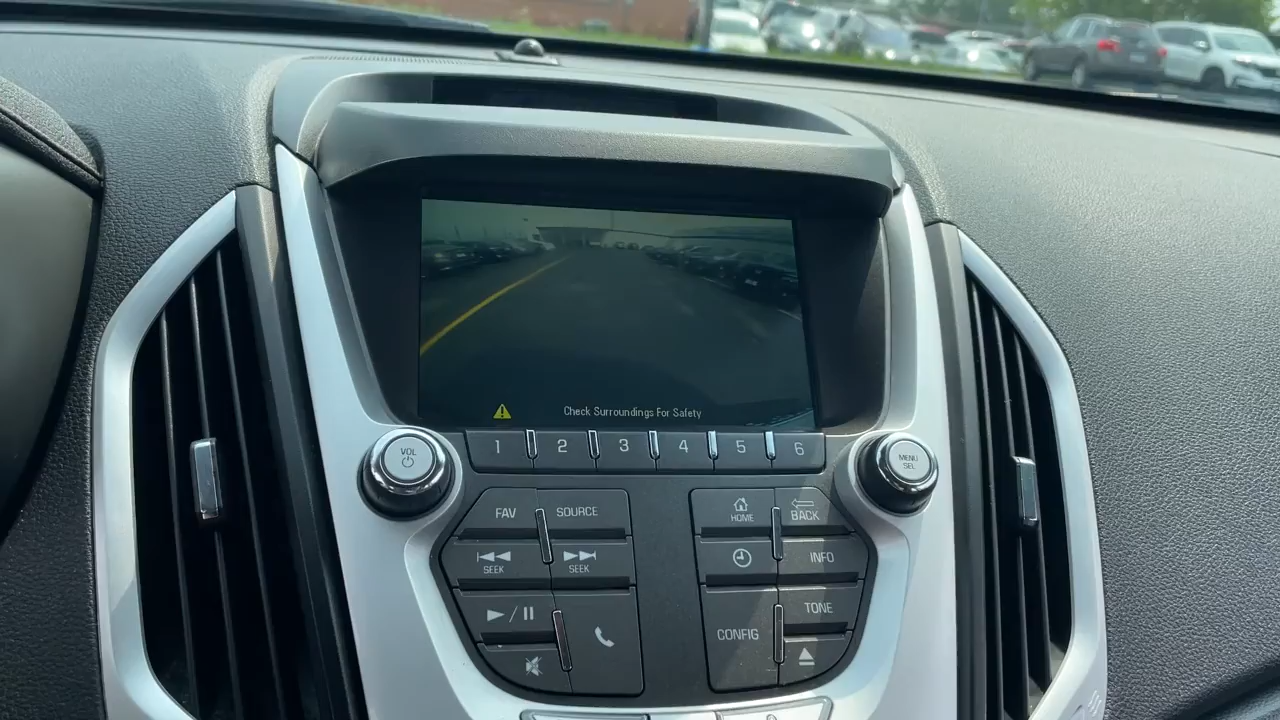 Check Surroundings For Safety
1 2 3 4 5 6
VOL
MENU
SEL
FAV SOURCE
HOME BACK
SEEK SEEK
INFO
TONE
CONFIG